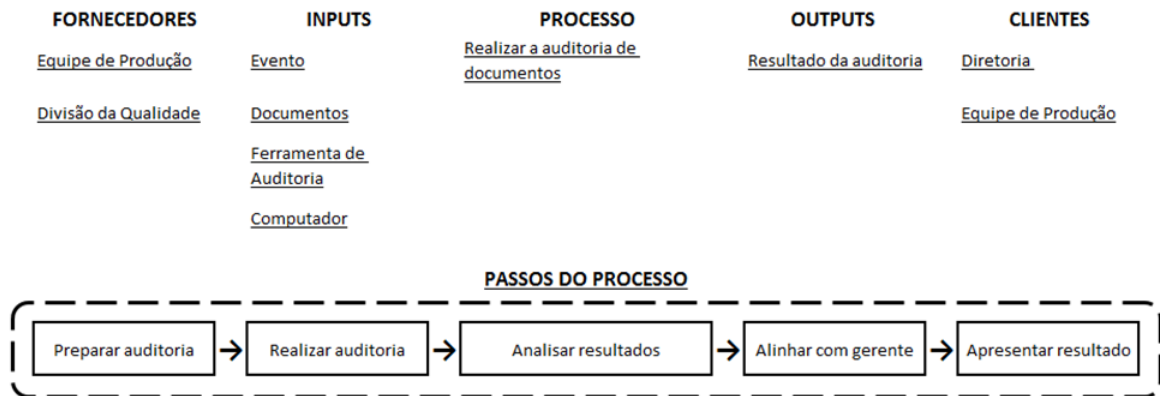 FORNECEDORES
INPUTS
PROCESSO
OUTPUTS
CLIENTES
Equipe de Produção
Evento
Realizar a auditoria de
documentos
Resultado da auditoria
Diretoria
Divisão da Qualidade
Documentos
Equipe de Produção
Ferramenta de
Auditoria
Computador
PASSOS DO PROCESSO
Preparar auditoria
Realizar auditoria
Analisar resultados
Alinhar com gerente
Apresentar resultado